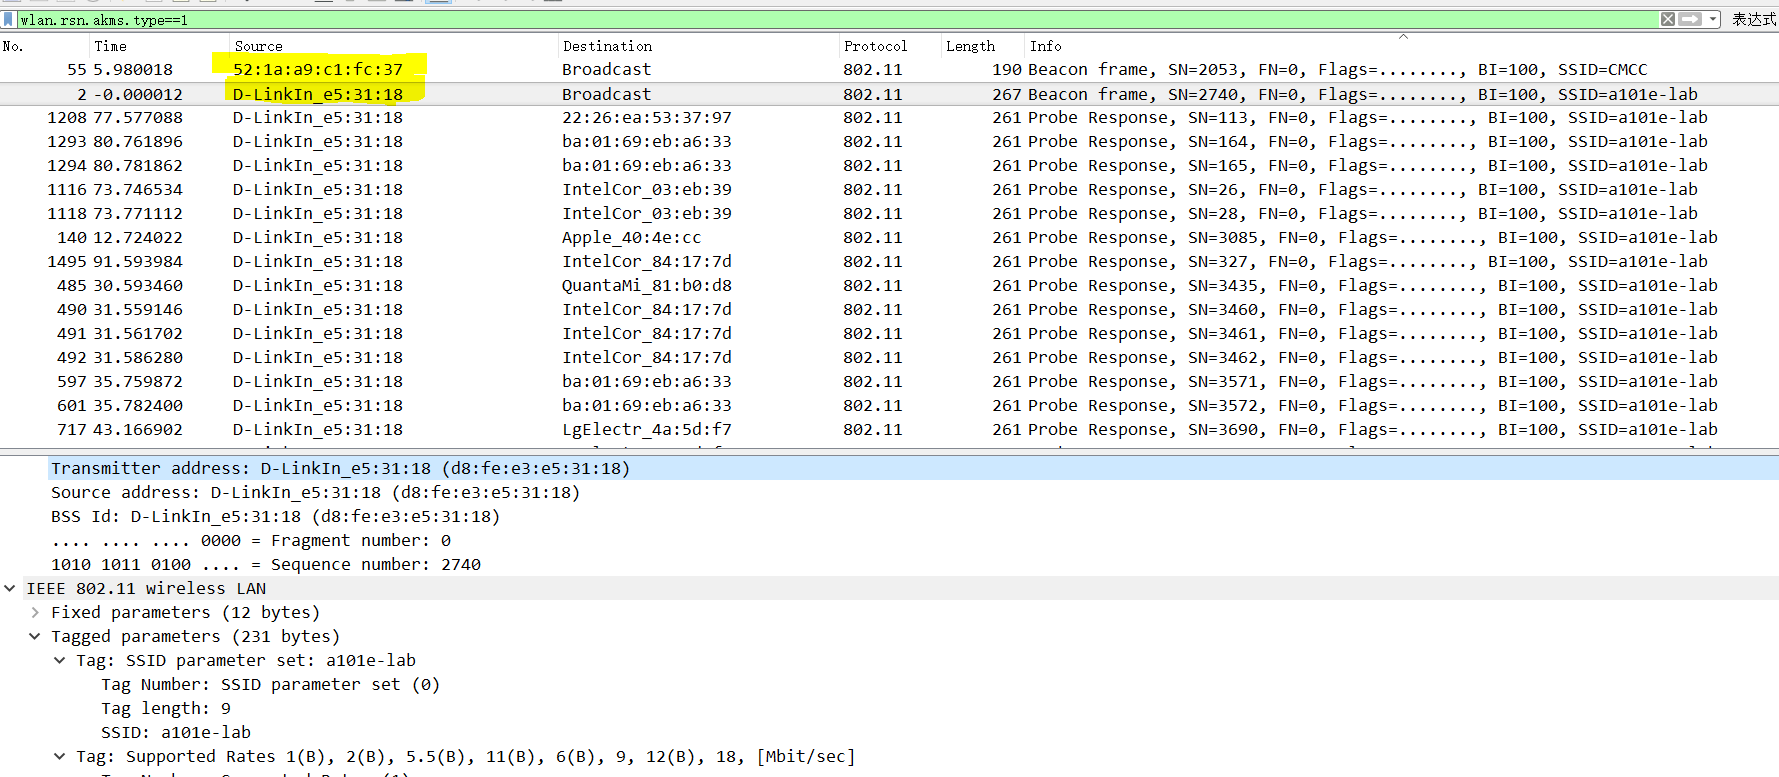 wlan.rsn.akms.type==1 表达式
No. Time Source Destination Protocol Length Info
55 5.980018 52:1a:a9:c1:fc:37 Broadcast 802.11 190 Beacon frame, SN=2053, FN=0, Flags=........, BI=100, SSID=CMCC
2 -0.000012 D-LinkIn_e5:31:18 Broadcast 802.11 267 Beacon frame, SN=2740, FN=0, Flags=........, BI=100, SSID=a101e-lab
1208 77.577088 D-LinkIn_e5:31:18 22:26:ea:53:37:97 802.11 261 Probe Response, SN=113, FN=0, Flags=........, BI=100, SSID=a101e-lab
1293 80.761896 D-LinkIn_e5:31:18 ba:01:69:eb:a6:33 802.11 261 Probe Response, SN=164, FN=0, Flags=........, BI=100, SSID=a101e-lab
1294 80.781862 D-LinkIn_e5:31:18 ba:01:69:eb:a6:33 802.11 261 Probe Response, SN=165, FN=0, Flags=........, BI=100, SSID=a101e-lab
1116 73.746534 D-LinkIn_e5:31:18 IntelCor_03:eb:39 802.11 261 Probe Response, SN=26, FN=0, Flags=........, BI=100, SSID=a101e-lab
1118 73.771112 D-LinkIn_e5:31:18 IntelCor_03:eb:39 802.11 261 Probe Response, SN=28, FN=0, Flags=........, BI=100, SSID=a101e-lab
140 12.724022 D-LinkIn_e5:31:18 Apple_40:4e:cc 802.11 261 Probe Response, SN=3085, FN=0, Flags=........, BI=100, SSID=a101e-lab
1495 91.593984 D-LinkIn_e5:31:18 IntelCor_84:17:7d 802.11 261 Probe Response, SN=327, FN=0, Flags=........, BI=100, SSID=a101e-lab
485 30.593460 D-LinkIn_e5:31:18 QuantaMi_81:b0:d8 802.11 261 Probe Response, SN=3435, FN=0, Flags=........, BI=100, SSID=a101e-lab
490 31.559146 D-LinkIn_e5:31:18 IntelCor_84:17:7d 802.11 261 Probe Response, SN=3460, FN=0, Flags=........, BI=100, SSID=a101e-lab
491 31.561702 D-LinkIn_e5:31:18 IntelCor_84:17:7d 802.11 261 Probe Response, SN=3461, FN=0, Flags=........, BI=100, SSID=a101e-lab
492 31.586280 D-LinkIn_e5:31:18 IntelCor_84:17:7d 802.11 261 Probe Response, SN=3462, FN=0, Flags=........, BI=100, SSID=a101e-lab
597 35.759872 D-LinkIn_e5:31:18 ba:01:69:eb:a6:33 802.11 261 Probe Response, SN=3571, FN=0, Flags=........, BI=100, SSID=a101e-lab
601 35.782400 D-LinkIn_e5:31:18 ba:01:69:eb:a6:33 802.11 261 Probe Response, SN=3572, FN=0, Flags=........, BI=100, SSID=a101e-lab
717 43.166902 D-LinkIn_e5:31:18 LgElectr_4a:5d:f7 802.11 261 Probe Response, SN=3690, FN=0, Flags=........, BI=100, SSID=a101e-lab
Transmitter address: D-LinkIn_e5:31:18 (d8:fe:e3:e5:31:18)
Source address: D-LinkIn_e5:31:18 (d8:fe:e3:e5:31:18)
BSS Id: D-LinkIn_e5:31:18 (d8:fe:e3:e5:31:18)
.... .... .... 0000 = Fragment number: 0
1010 1011 0100 .... = Sequence number: 2740
IEEE 802.11 wireless LAN
Fixed parameters (12 bytes)
Tagged parameters (231 bytes)
Tag: SSID parameter set: a101e-lab
Tag Number: SSID parameter set (0)
Tag length: 9
SSID: a101e-lab
Tag: Supported Rates 1(B), 2(B), 5.5(B), 11(B), 6(B), 9, 12(B), 18, [Mbit/sec]